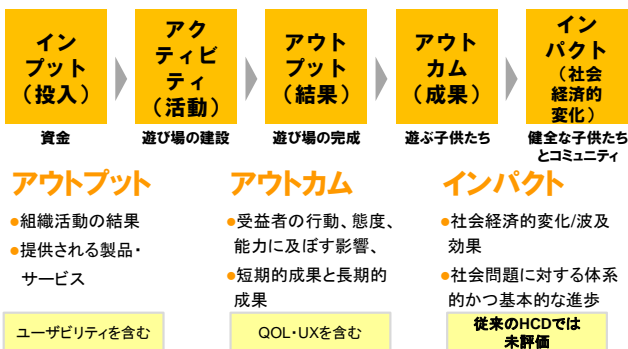 イン
プット
（投入）
アク
ティビ
ティ
（活動）
アウト
プット
（結果）
アウト
カム
（成果）
イン
パクト
（社会
経済的
変化）
資金
遊び場の建設
遊び場の完成
遊ぶ子供たち
健全な子供たち
とコミュニティ
アウトプット
●組織活動の結果
●提供される製品・
サービス
ユーザビリティを含む
アウトカム
●受益者の行動、態度、
能力に及ぼす影響、
●短期的成果と長期的
成果
QOL・UXを含む
インパクト
●社会経済的変化/波及
効果
●社会問題に対する体系
的かつ基本的な進歩
従来のHCDでは
未評価